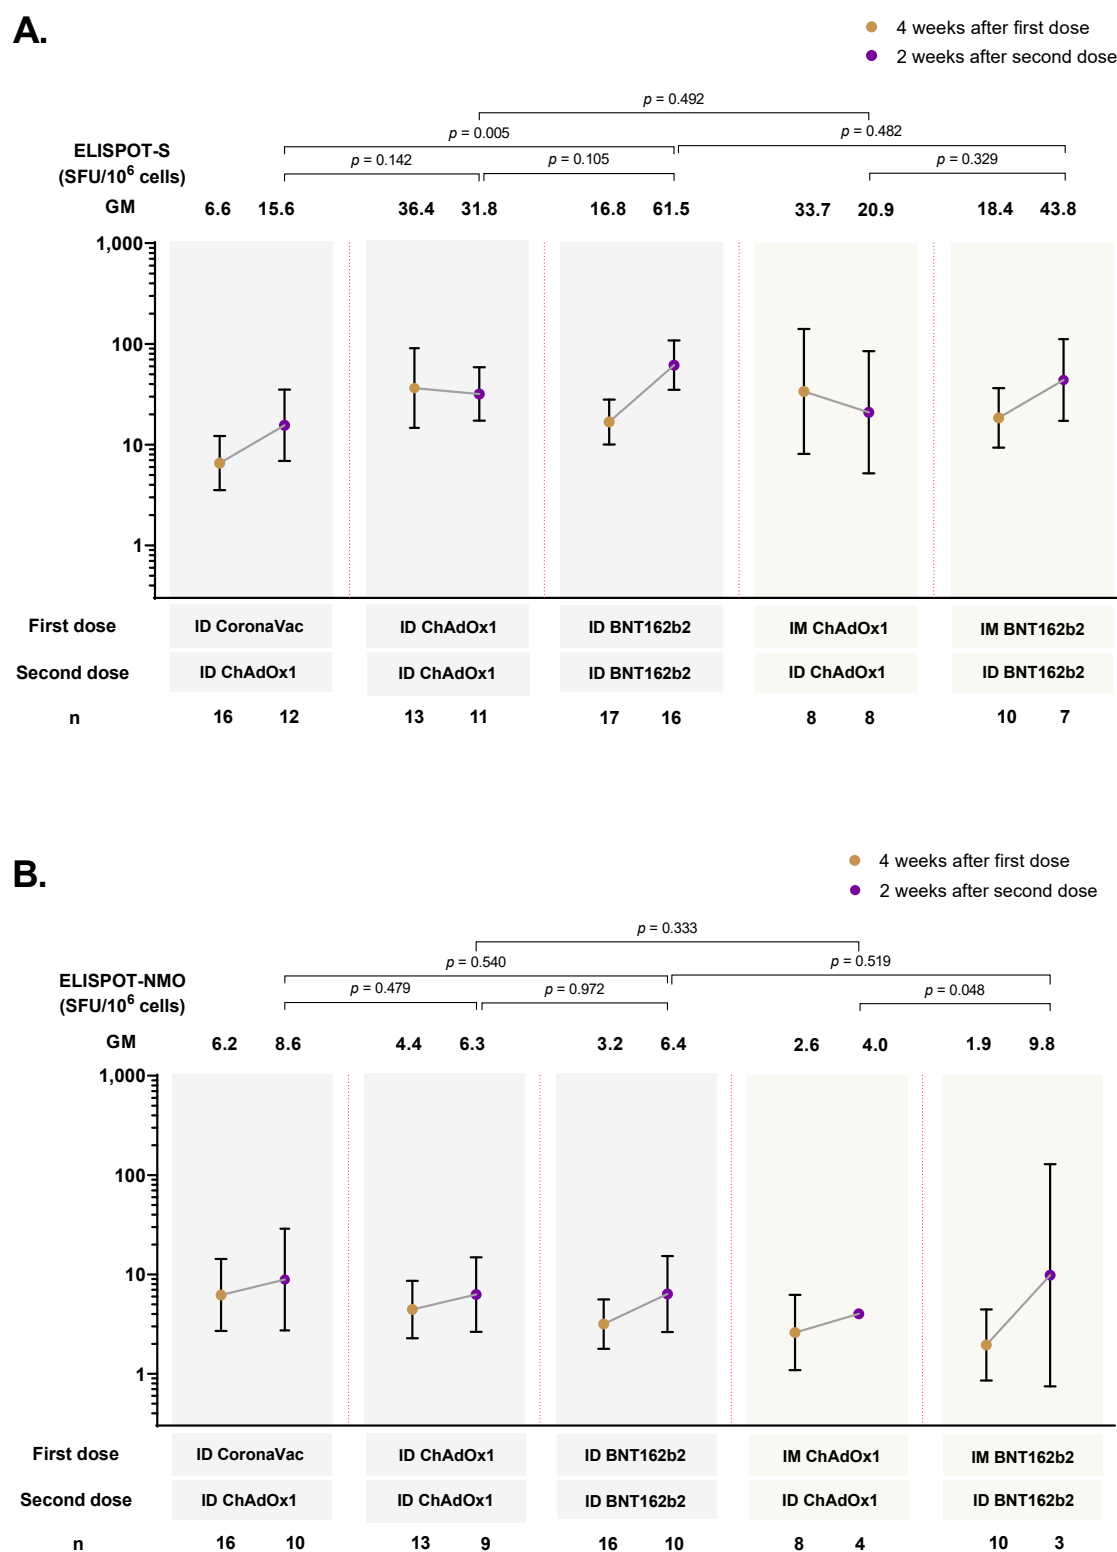 A.
4 weeks after first dose
2 weeks after second dose
p = 0.492
p = 0.005
p = 0.482
ELISPOT-S
(SFU/10⁶ cells)
p = 0.142
p = 0.105
p = 0.329
GM 6.6 15.6 36.4 31.8 16.8 61.5 33.7 20.9 18.4 43.8
1,000
100
10
1
First dose ID CoronaVac ID ChAdOx1 ID BNT162b2 IM ChAdOx1 IM BNT162b2
Second dose ID ChAdOx1 ID ChAdOx1 ID BNT162b2 ID ChAdOx1 ID BNT162b2
n 16 12 13 11 17 16 8 8 10 7
B.
4 weeks after first dose
2 weeks after second dose
p = 0.333
p = 0.540
p = 0.519
ELISPOT-NMO
(SFU/10⁶ cells)
p = 0.479
p = 0.972
p = 0.048
GM 6.2 8.6 4.4 6.3 3.2 6.4 2.6 4.0 1.9 9.8
1,000
100
10
1
First dose ID CoronaVac ID ChAdOx1 ID BNT162b2 IM ChAdOx1 IM BNT162b2
Second dose ID ChAdOx1 ID ChAdOx1 ID BNT162b2 ID ChAdOx1 ID BNT162b2
n 16 10 13 9 16 10 8 4 10 3